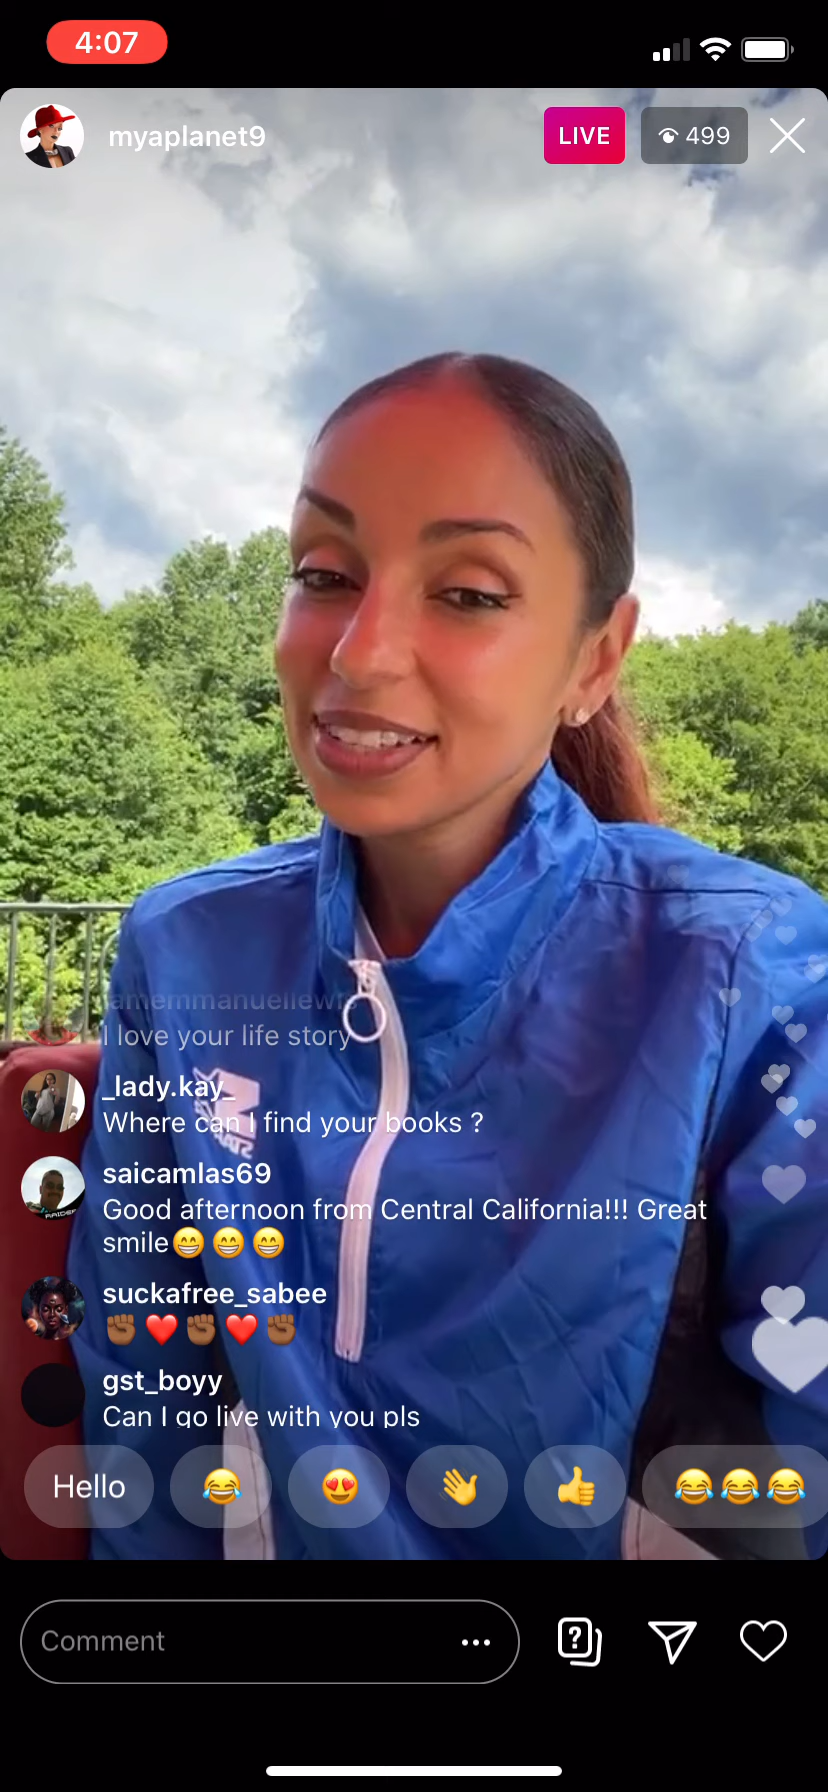 4:07
myaplanet9
LIVE
499
iamemmanuellewis
I love your life story
_lady.kay_
Where can I find your books ?
saicamlas69
Good afternoon from Central California!!! Great
smile😁😁😁
suckafree_sabee
✊🏾❤️✊🏾❤️✊🏾
gst_boyy
Can I go live with you pls
Hello
😂
😍
👋
👍
😂😂😂
Comment